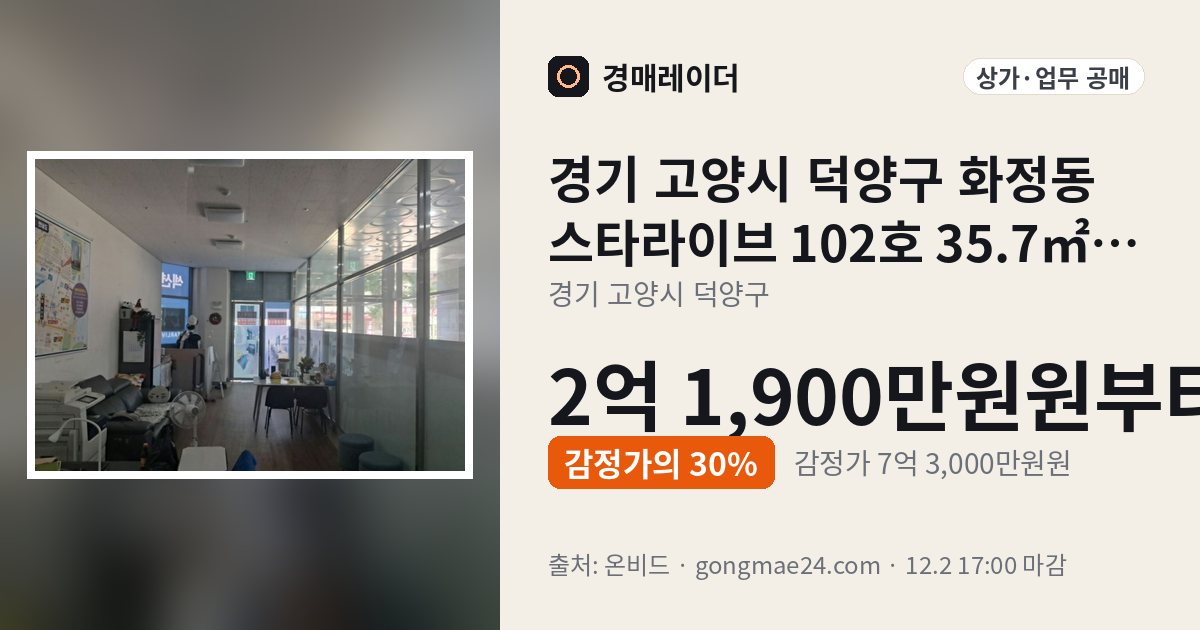 경매레이더
상가·업무 공매
경기 고양시 덕양구 화정동
스타라이브 102호 35.7㎡…
경기 고양시 덕양구
2억 1,900만원원부터
감정가의 30%
감정가 7억 3,000만원원
출처: 온비드 · gongmae24.com · 12.2 17:00 마감